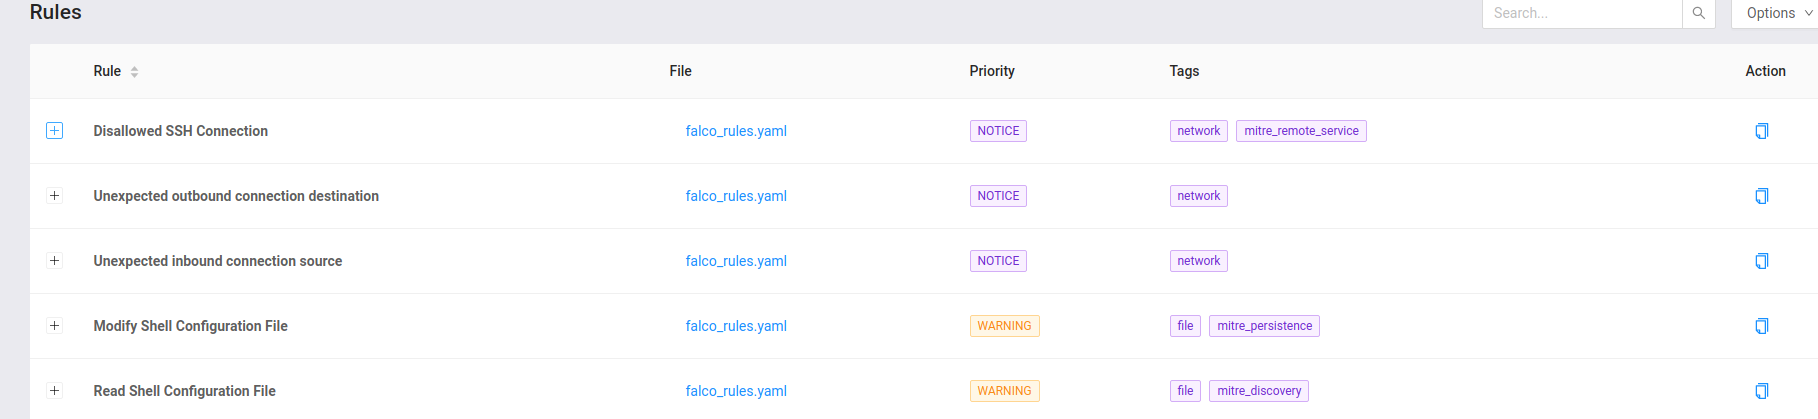 Rules Search... Options
Rule File Priority Tags Action
Disallowed SSH Connection falco_rules.yaml NOTICE network mitre_remote_service
Unexpected outbound connection destination falco_rules.yaml NOTICE network
Unexpected inbound connection source falco_rules.yaml NOTICE network
Modify Shell Configuration File falco_rules.yaml WARNING file mitre_persistence
Read Shell Configuration File falco_rules.yaml WARNING file mitre_discovery